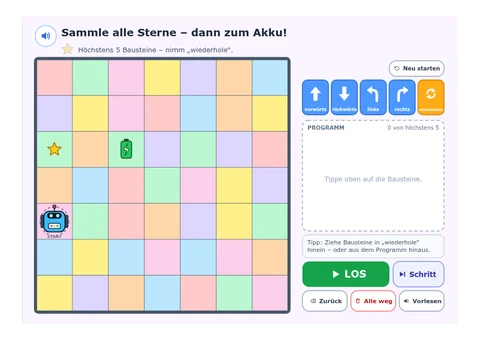 Sammle alle Sterne – dann zum Akku!
Höchstens 5 Bausteine – nimm „wiederhole“.
Neu starten
vorwärts
rückwärts
links
rechts
wiederhole
PROGRAMM
0 von höchstens 5
Tippe oben auf die Bausteine.
START
Tipp: Ziehe Bausteine in „wiederhole“
hinein – oder aus dem Programm hinaus.
LOS
Schritt
Zurück
Alle weg
Vorlesen